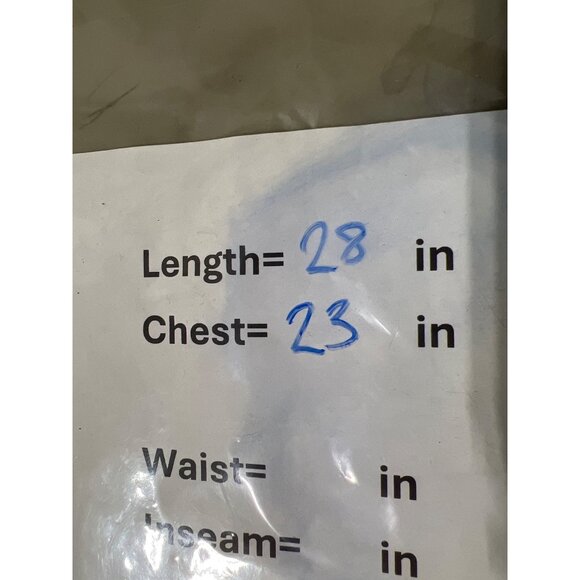 Length= 28 in
Chest= 23 in
Waist= in
Inseam= in